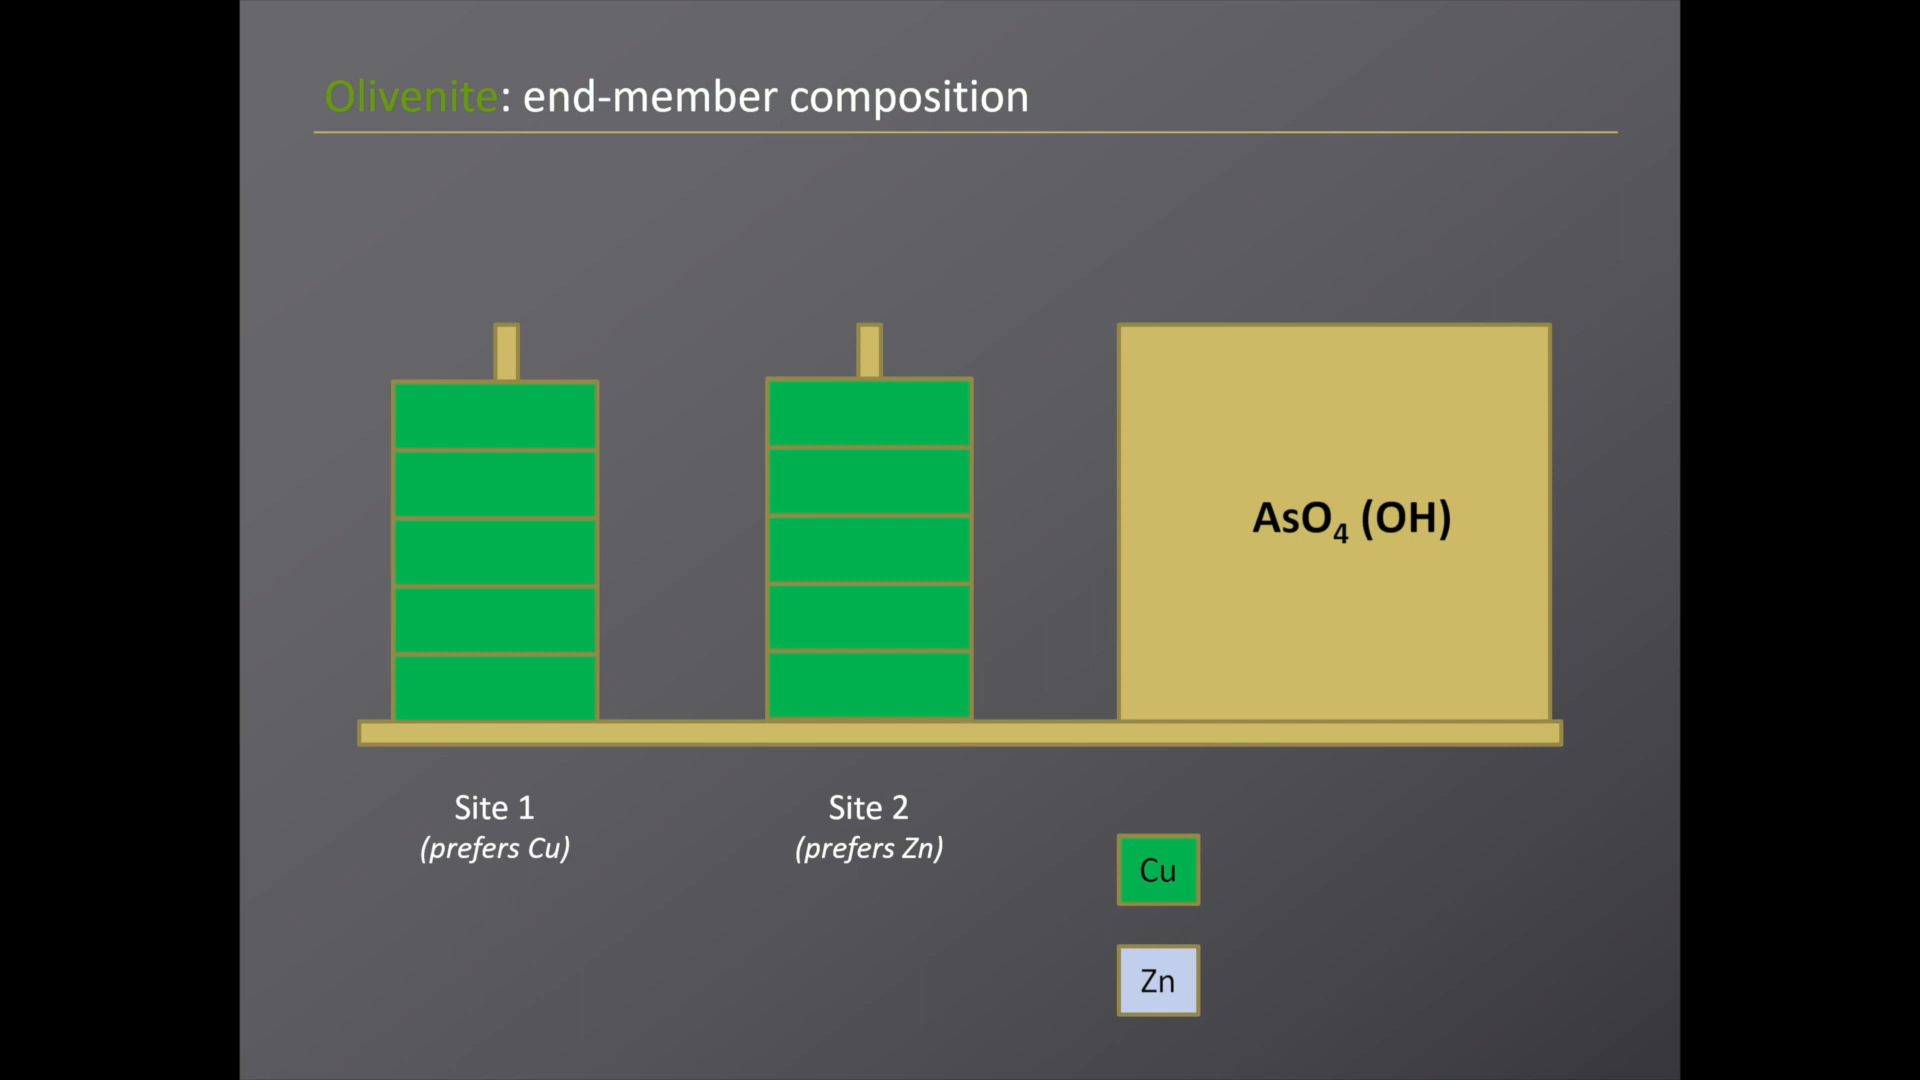 Olivenite: end-member composition
AsO₄ (OH)
Site 1
(prefers Cu)
Site 2
(prefers Zn)
Cu
Zn